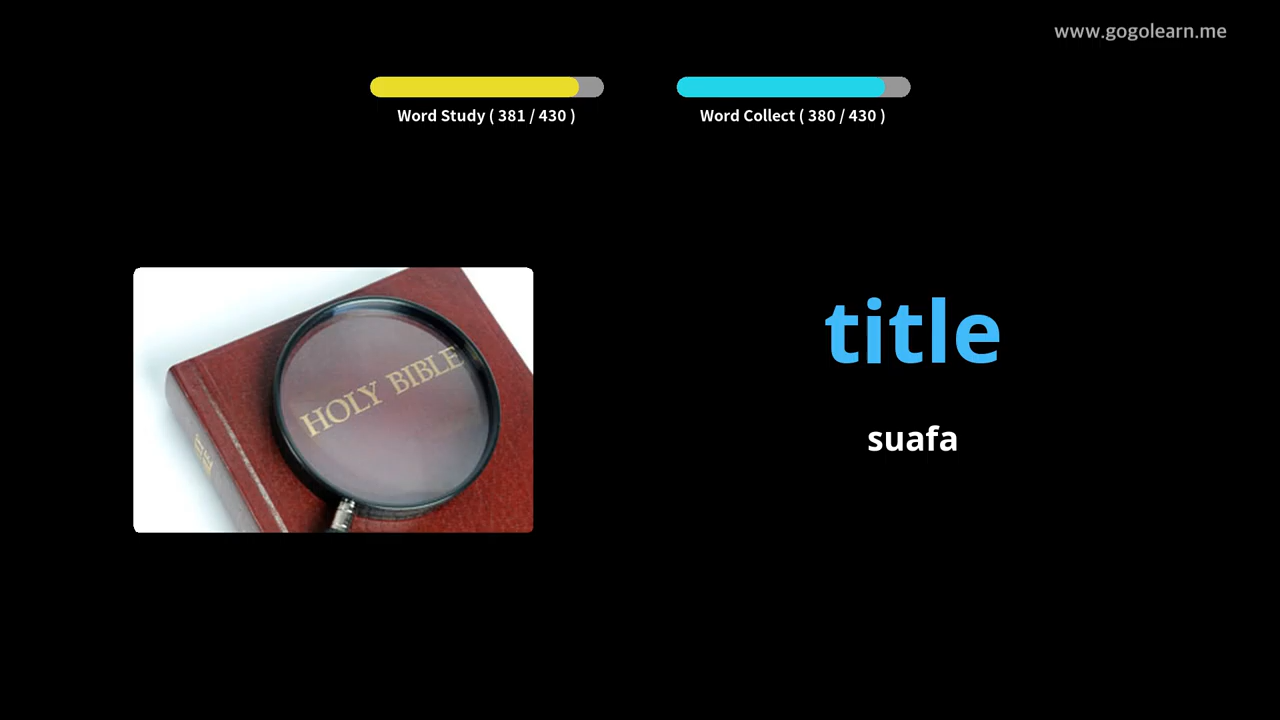 www.gogolearn.me
Word Study ( 381 / 430 )
Word Collect ( 380 / 430 )
HOLY BIBLE
title
suafa